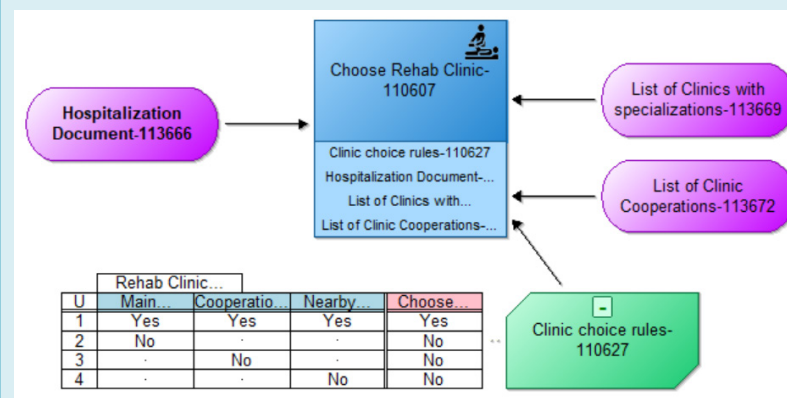 Choose Rehab Clinic-
110607
Clinic choice rules-110627
Hospitalization Document-...
List of Clinics with...
List of Clinic Cooperations-...
Hospitalization
Document-113666
List of Clinics with
specializations-113669
List of Clinic
Cooperations-113672
Rehab Clinic...
U Main... Cooperatio... Nearby... Choose...
1 Yes Yes Yes Yes
2 No - - No
3 - No - No
4 - - No No
Clinic choice rules-
110627